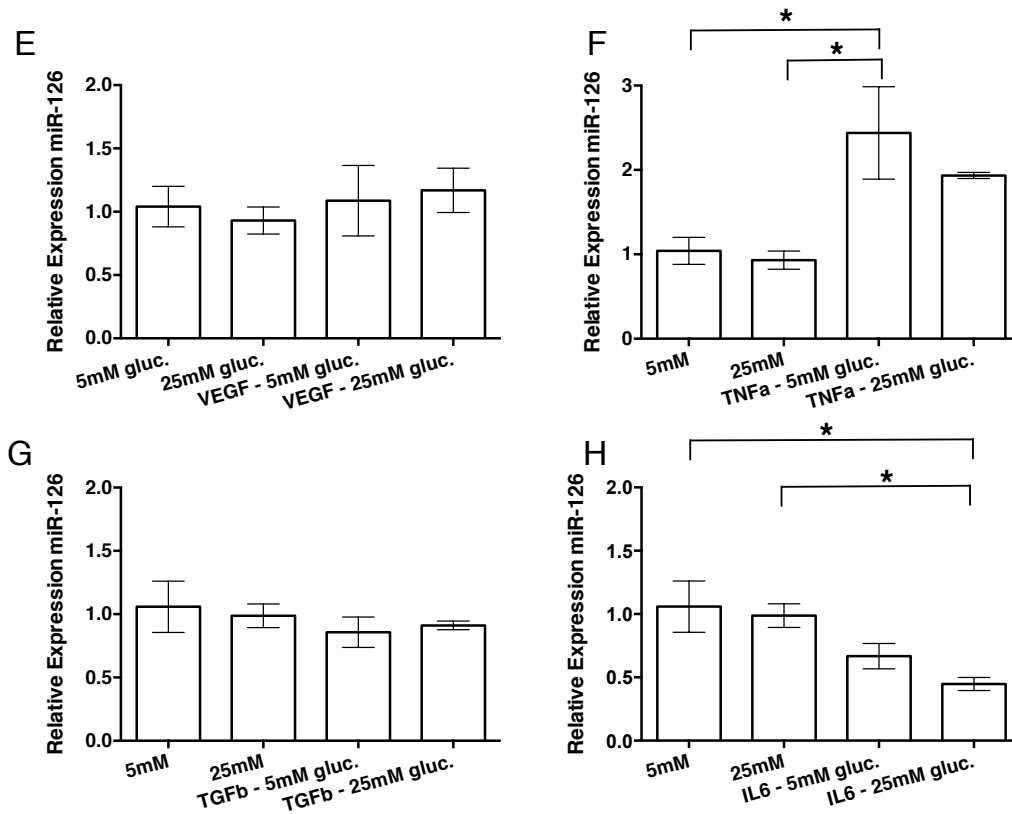 E
Relative Expression miR-126
2.0
1.5
1.0
0.5
0.0
5mM gluc.
25mM gluc.
VEGF - 5mM gluc.
VEGF - 25mM gluc.
F
Relative Expression miR-126
3
2
1
0
*
*
5mM
25mM
TNFa - 5mM gluc.
TNFa - 25mM gluc.
G
Relative Expression miR-126
2.0
1.5
1.0
0.5
0.0
5mM
25mM
TGFb - 5mM gluc.
TGFb - 25mM gluc.
H
Relative Expression miR-126
2.0
1.5
1.0
0.5
0.0
*
*
5mM
25mM
IL6 - 5mM gluc.
IL6 - 25mM gluc.